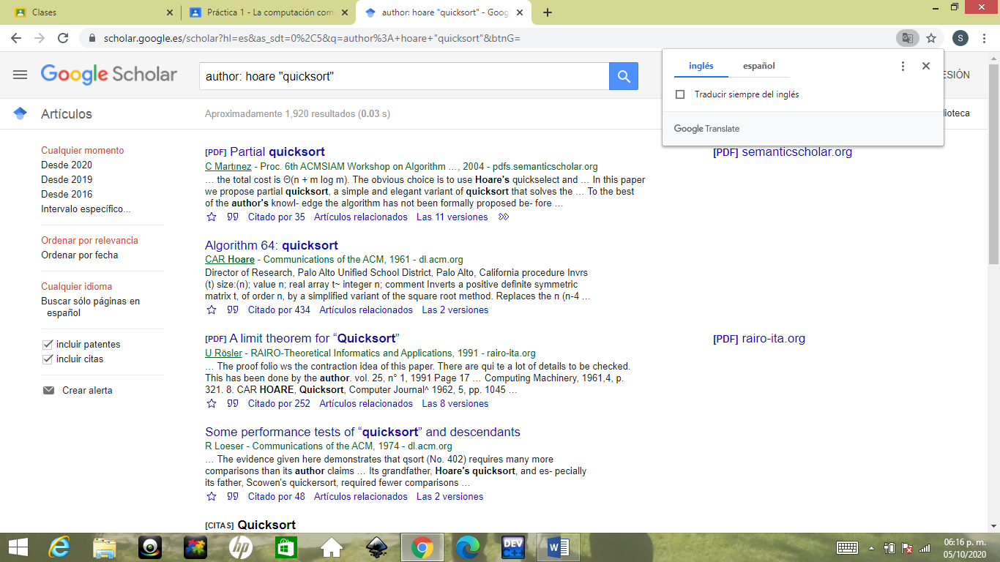 Clases
Práctica 1 - La computación com
author: hoare "quicksort" - Goog
scholar.google.es/scholar?hl=es&as_sdt=0%2C5&q=author%3A+hoare+"quicksort"&btnG=
S
Google Scholar
author: hoare "quicksort"
inglés español
Traducir siempre del inglés
Google Translate
ESIÓN
Artículos
Aproximadamente 1,920 resultados (0.03 s)
lioteca
Cualquier momento
Desde 2020
Desde 2019
Desde 2016
Intervalo específico...
Ordenar por relevancia
Ordenar por fecha
Cualquier idioma
Buscar sólo páginas en
español
incluir patentes
incluir citas
Crear alerta
[PDF] Partial quicksort
C Martınez - Proc. 6th ACMSIAM Workshop on Algorithm …, 2004 - pdfs.semanticscholar.org
… the total cost is Θ(n + m log m). The obvious choice is to use Hoare's quickselect and … In this paper
we propose partial quicksort, a simple and elegant variant of quicksort that solves the … To the best
of the author's knowl- edge the algorithm has not been formally proposed be- fore …
Citado por 35 Artículos relacionados Las 11 versiones
[PDF] semanticscholar.org
Algorithm 64: quicksort
CAR Hoare - Communications of the ACM, 1961 - dl.acm.org
Director of Research, Palo Alto Unified School District, Palo Alto, California procedure Invrs
(t) size:(n); value n; real array t~ integer n; comment Inverts a positive definite symmetric
matrix t, of order n, by a simplified variant of the square root method. Replaces the n (n-4 …
Citado por 434 Artículos relacionados Las 2 versiones
[PDF] A limit theorem for “Quicksort”
U Rösler - RAIRO-Theoretical Informatics and Applications, 1991 - rairo-ita.org
… The proof folio ws the contraction idea of this paper. There are qui te a lot of details to be checked.
This has been done by the author. vol. 25, n° 1, 1991 Page 17 … Computing Machinery, 1961,4, p.
321. 8. CAR HOARE, Quicksort, Computer Journal^ 1962, 5, pp. 1045 …
Citado por 252 Artículos relacionados Las 8 versiones
[PDF] rairo-ita.org
Some performance tests of “quicksort” and descendants
R Loeser - Communications of the ACM, 1974 - dl.acm.org
… The evidence given here demonstrates that qsort (No. 402) requires many more
comparisons than its author claims … Its grandfather, Hoare's quicksort, and es- pecially
its father, Scowen's quickersort, required fewer comparisons …
Citado por 48 Artículos relacionados Las 2 versiones
[CITAS] Quicksort
hp
DEV
C++
W
06:16 p. m.
05/10/2020